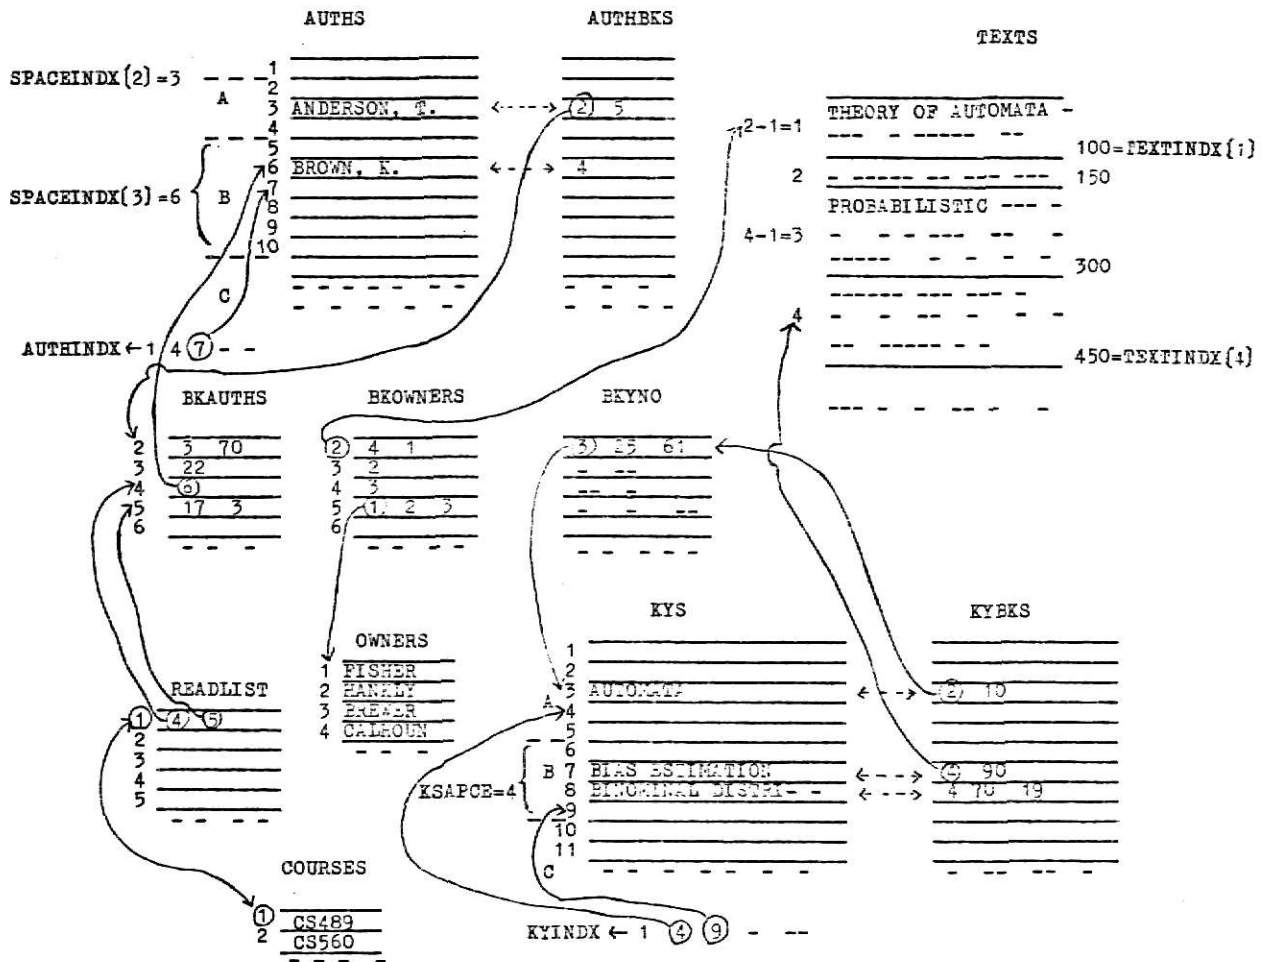 AUTHS AUTHBKS
TEXTS
SPACEINDX(2)=3
A
1
2
3 ANDERSON, T. 2 5
4
5
SPACEINDX(3)=6
B
6 BROWN, K. 4
7
8
9
10
C
AUTHINDX ← 1 4 7 - -
2-1=1 THEORY OF AUTOMATA -
100=TEXTINDX(1)
2 150
PROBABILISTIC
4-1=3
300
4
450=TEXTINDX(4)
BKAUTHS BKOWNERS BKYNO
2 3 70
3 22
4 6
5 17 3
6
2 4 1
3 2
4 3
5 1 2 3
6
3 25 61
KYS KYBKS
OWNERS
1 FISHER
2 HANKLY
3 BREWER
4 CALHOUN
READLIST
1 4 5
2
3
4
5
1
2
3 AUTOMATA 2 10
A
4
5
6
KSAPCE=4
B
7 BIAS ESTIMATION 4 90
8 BINOMINAL DISTRI- - 4 70 19
9
10
11
C
KYINDX ← 1 4 9 - --
COURSES
1 CS489
2 CS560